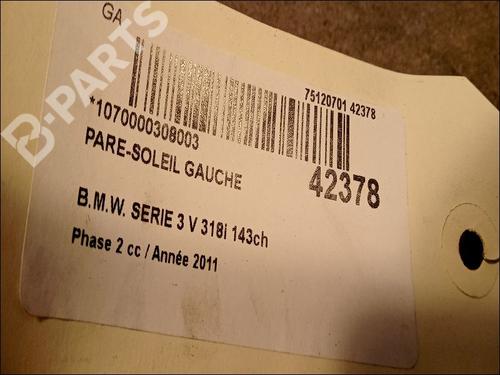 GA
B-PARTS
75120701 42378
*1070000308003
42378
PARE-SOLEIL GAUCHE
B.M.W. SERIE 3 V 318i 143ch
Phase 2 cc / Année 2011